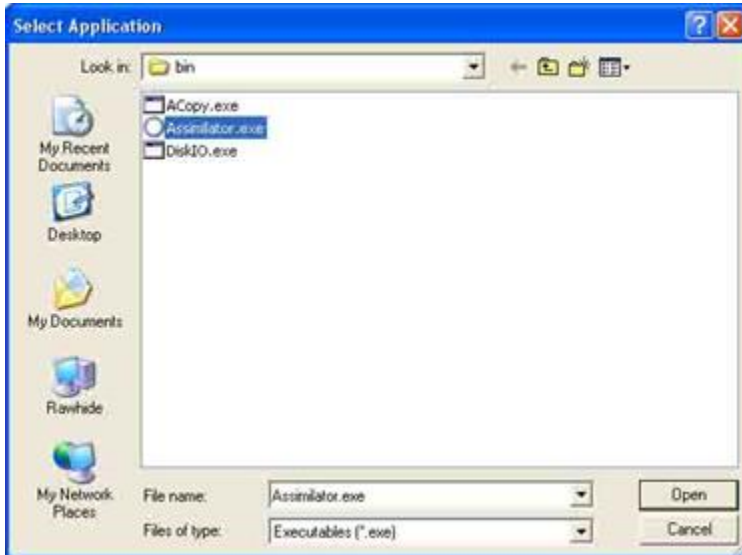 Select Application
Look in: bin
ACopy.exe
Assimilator.exe
DiskIO.exe
My Recent
Documents
Desktop
My Documents
Rawhide
My Network
Places
File name: Assimilator.exe Open
Files of type: Executables (*.exe) Cancel